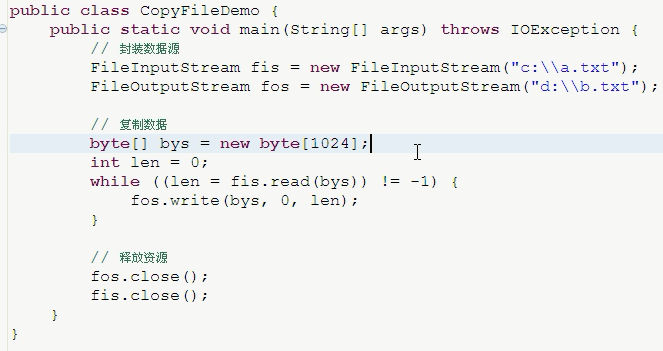 public class CopyFileDemo {
    public static void main(String[] args) throws IOException {
        // 封装数据源
        FileInputStream fis = new FileInputStream("c:\\a.txt");
        FileOutputStream fos = new FileOutputStream("d:\\b.txt");

        // 复制数据
        byte[] bys = new byte[1024];
        int len = 0;
        while ((len = fis.read(bys)) != -1) {
            fos.write(bys, 0, len);
        }

        // 释放资源
        fos.close();
        fis.close();
    }
}